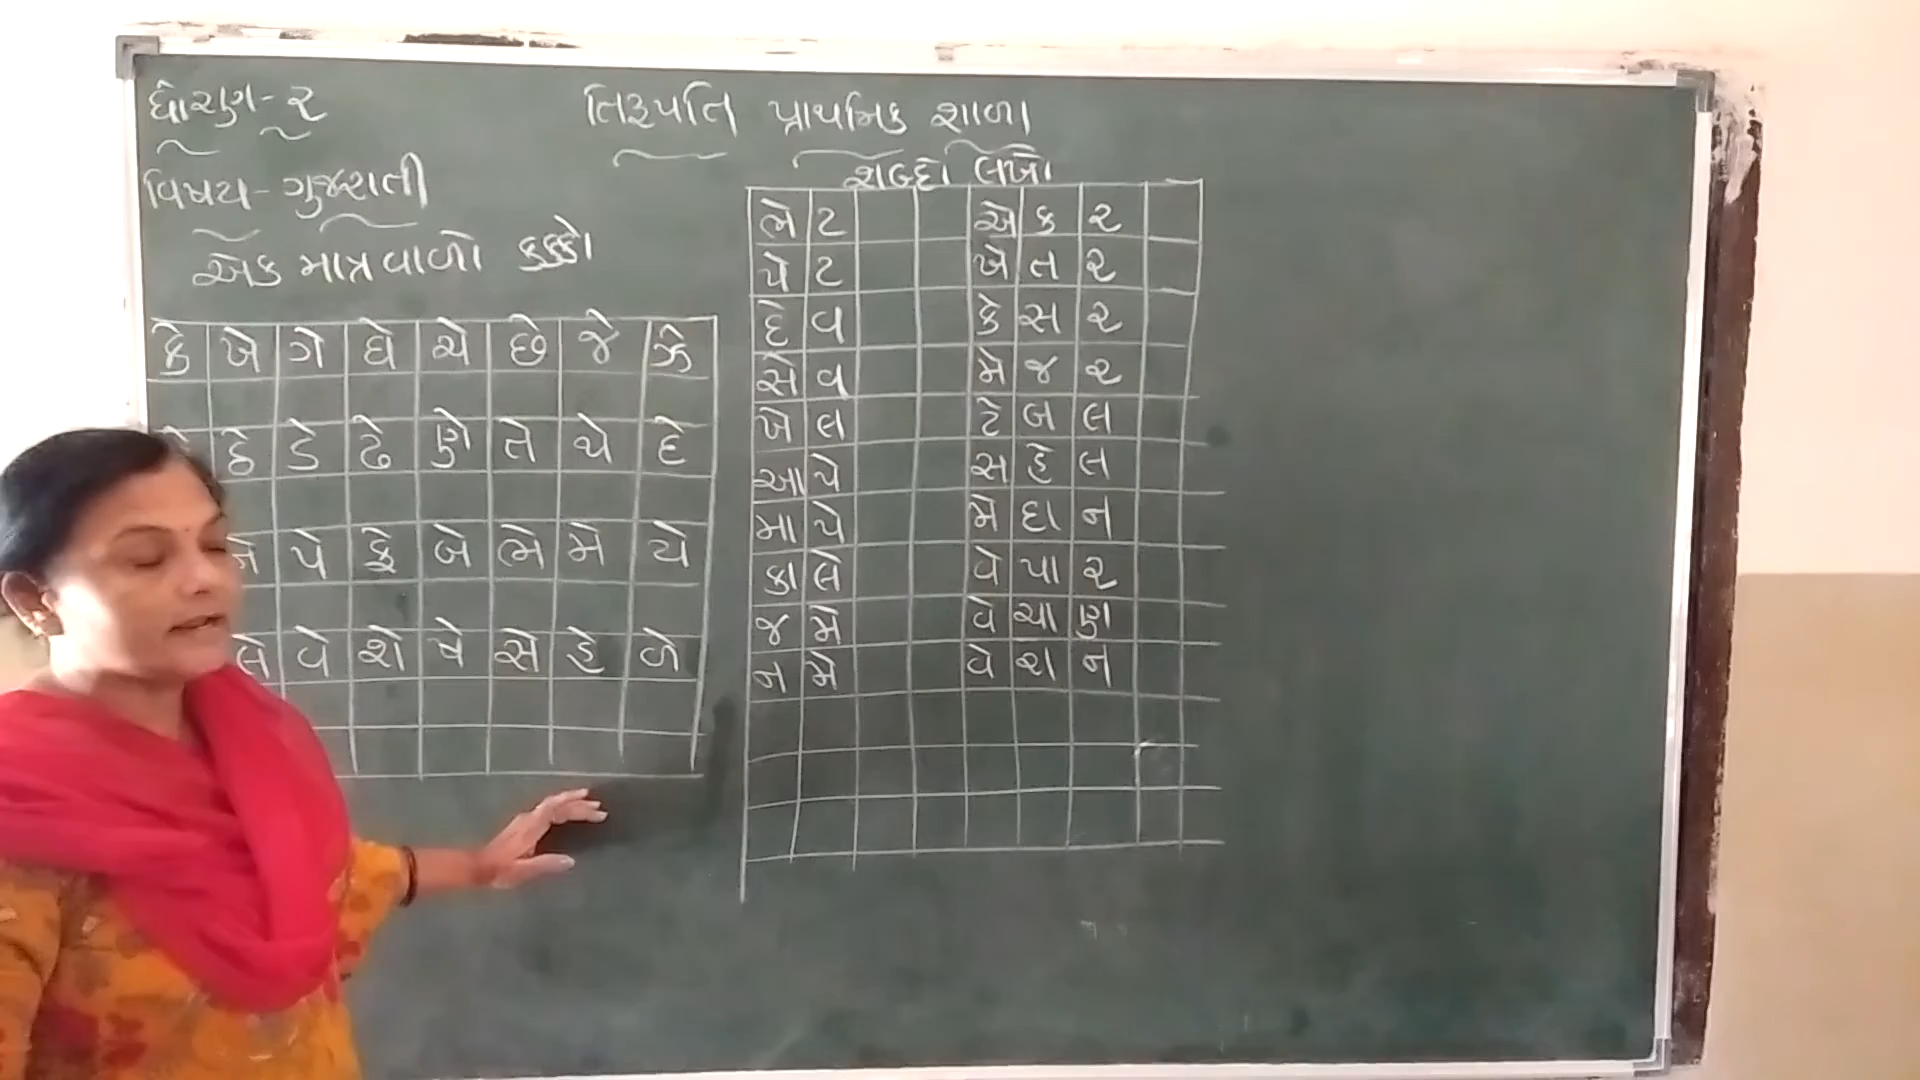 ધોરણ-૨
તિરૂપતિ પ્રાથમિક શાળા
વિષય-ગુજરાતી
એક માત્રવાળો કક્કો
કે ખે ગે ઘે ચે છે જે ઝે
ઠે ડે ઢે ણે તે થે દે
ને પે ફે બે ભે મે યે
લે વે શે ષે સે હે ળે
શબ્દો લખો
ભેટ એકર
પેટ ખેતર
દેવ કેસર
સેવ મેજર
ખેલ ટેબલ
આપે સહેલ
માપે મેદાન
કાલે વેપાર
જમે વેચાણ
નમે વેશન